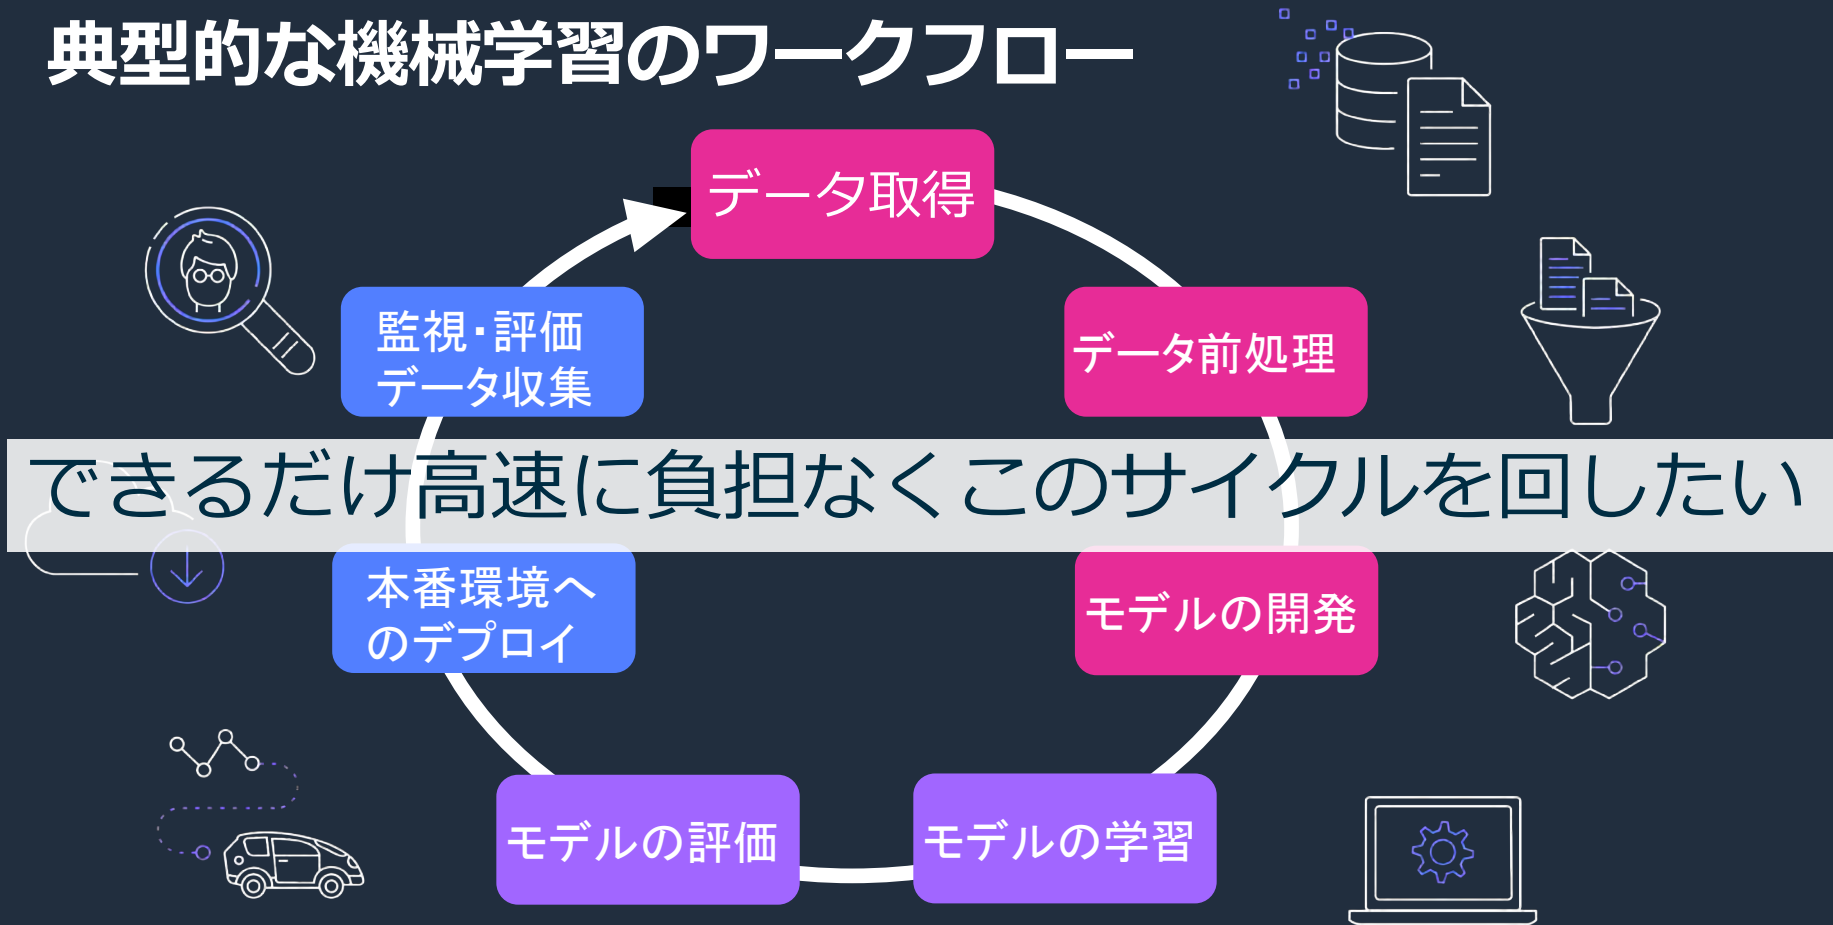 典型的な機械学習のワークフロー
データ取得
監視・評価
データ収集
データ前処理
できるだけ高速に負担なくこのサイクルを回したい
本番環境へ
のデプロイ
モデルの開発
モデルの評価
モデルの学習